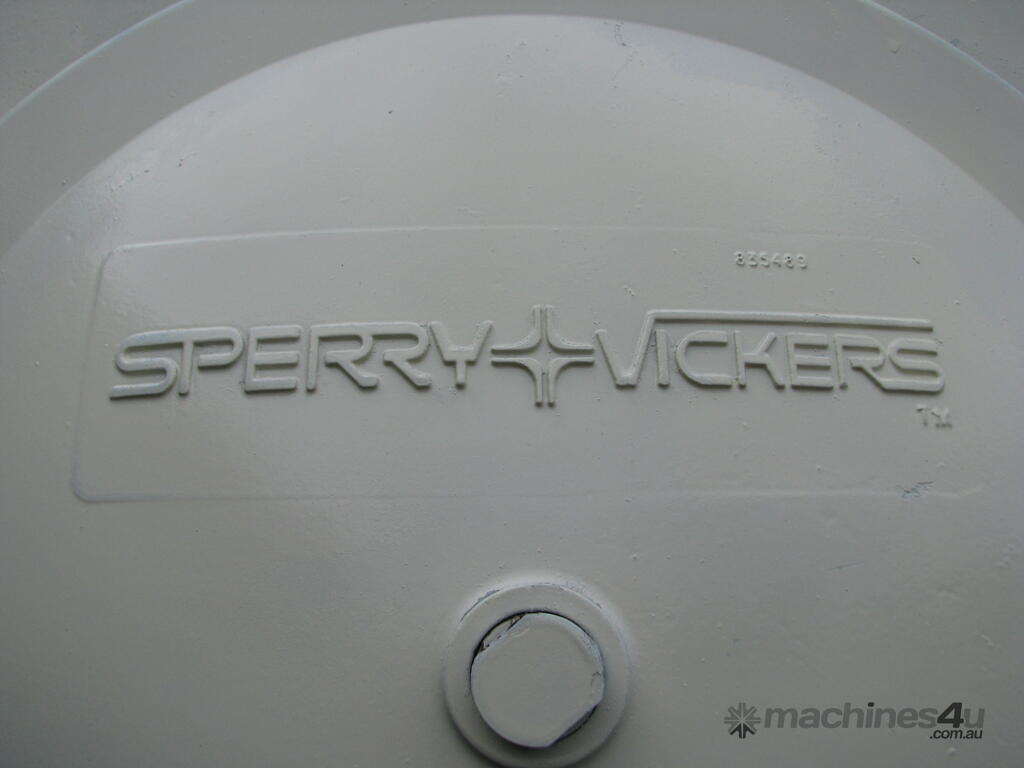 835489
SPERRY VICKERS
TM
machines4u
.com.au